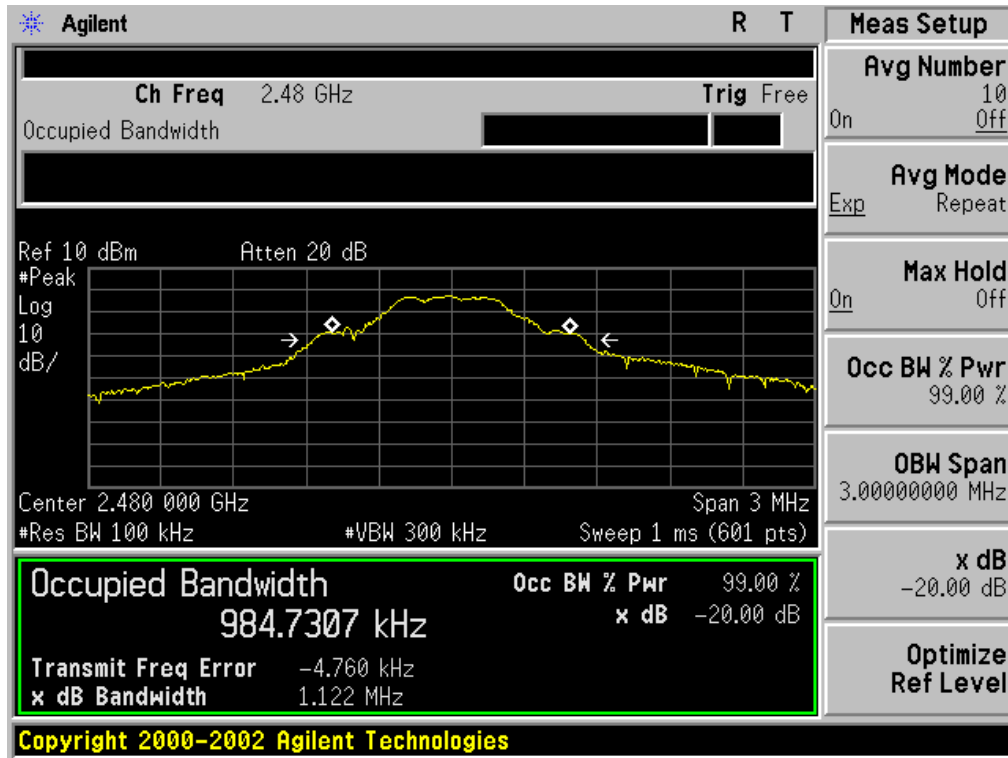 Agilent R T
Ch Freq 2.48 GHz Trig Free
Occupied Bandwidth
Ref 10 dBm Atten 20 dB
#Peak
Log
10
dB/
Center 2.480 000 GHz Span 3 MHz
#Res BW 100 kHz #VBW 300 kHz Sweep 1 ms (601 pts)
Occupied Bandwidth Occ BW % Pwr 99.00 %
984.7307 kHz x dB -20.00 dB
Transmit Freq Error -4.760 kHz
x dB Bandwidth 1.122 MHz
Copyright 2000-2002 Agilent Technologies
Meas Setup
Avg Number
10
On Off
Avg Mode
Exp Repeat
Max Hold
On Off
Occ BW % Pwr
99.00 %
OBW Span
3.00000000 MHz
x dB
-20.00 dB
Optimize
Ref Level